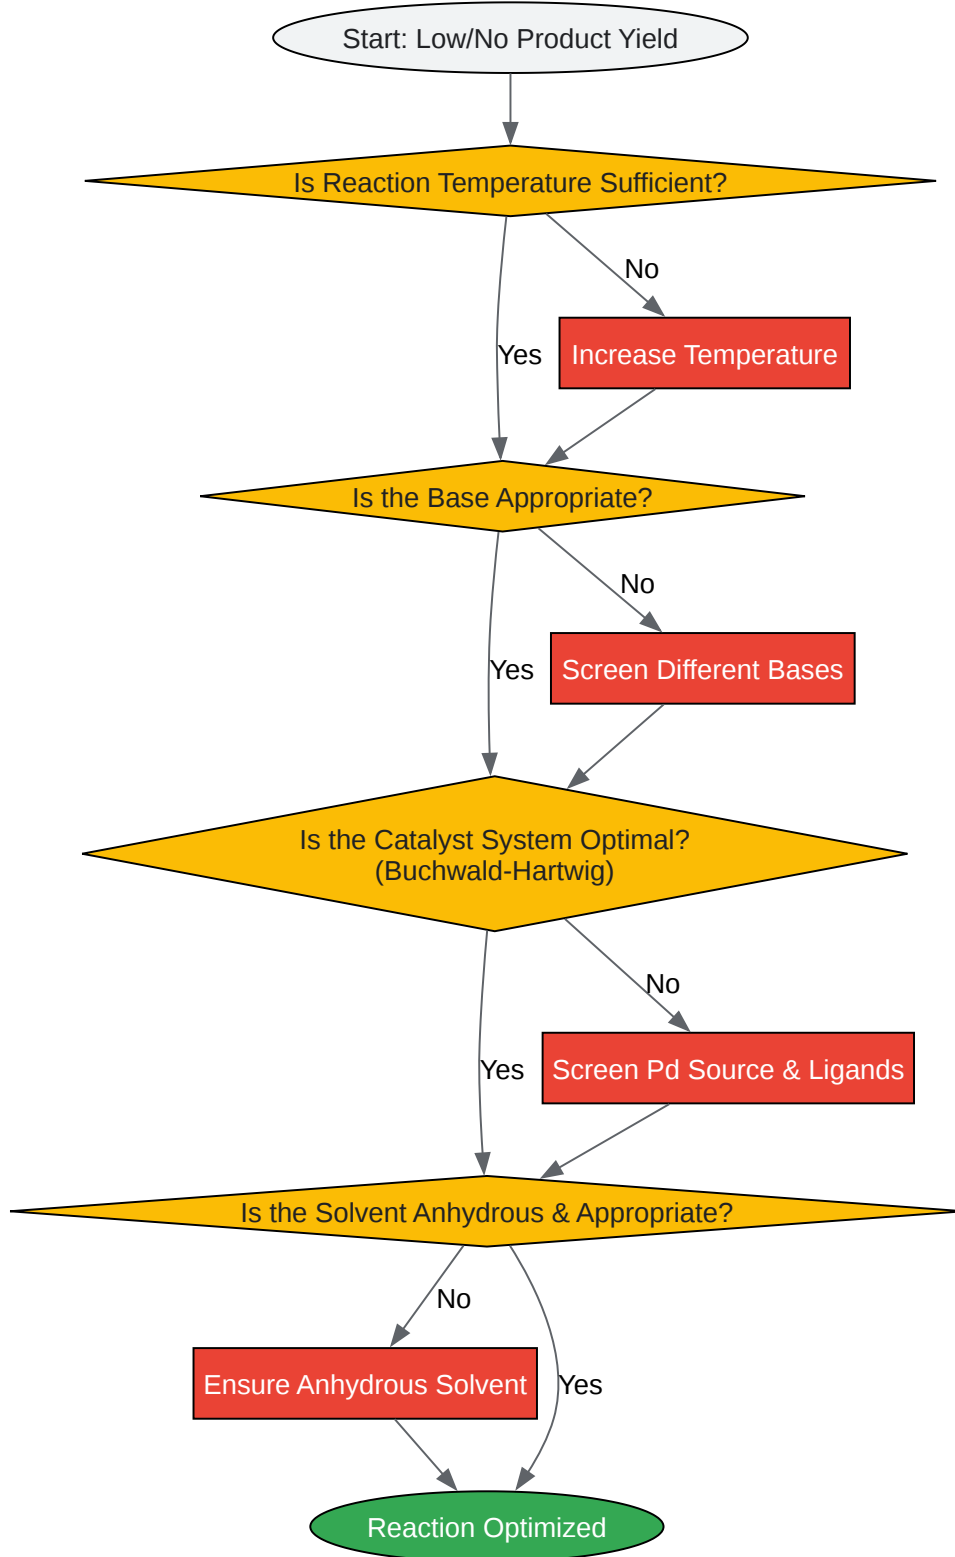 Start: Low/No Product Yield
Is Reaction Temperature Sufficient?
No
Yes
Increase Temperature
Is the Base Appropriate?
No
Yes
Screen Different Bases
Is the Catalyst System Optimal?
(Buchwald-Hartwig)
No
Yes
Screen Pd Source & Ligands
Is the Solvent Anhydrous & Appropriate?
No
Ensure Anhydrous Solvent
Yes
Reaction Optimized